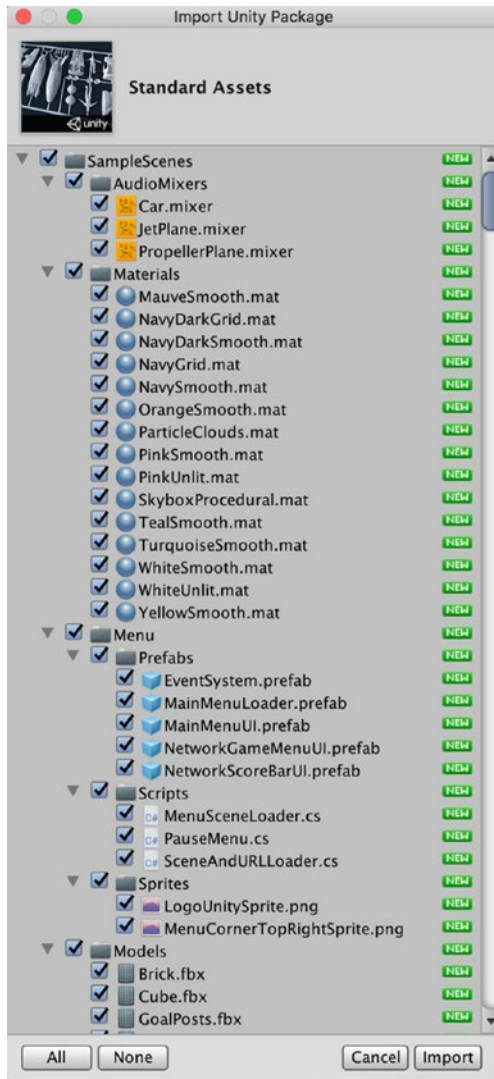 Import Unity Package
unity
Standard Assets
SampleScenes NEW
AudioMixers NEW
Car.mixer NEW
JetPlane.mixer NEW
PropellerPlane.mixer NEW
Materials NEW
MauveSmooth.mat NEW
NavyDarkGrid.mat NEW
NavyDarkSmooth.mat NEW
NavyGrid.mat NEW
NavySmooth.mat NEW
OrangeSmooth.mat NEW
ParticleClouds.mat NEW
PinkSmooth.mat NEW
PinkUnlit.mat NEW
SkyboxProcedural.mat NEW
TealSmooth.mat NEW
TurquoiseSmooth.mat NEW
WhiteSmooth.mat NEW
WhiteUnlit.mat NEW
YellowSmooth.mat NEW
Menu NEW
Prefabs NEW
EventSystem.prefab NEW
MainMenuLoader.prefab NEW
MainMenuUI.prefab NEW
NetworkGameMenuUI.prefab NEW
NetworkScoreBarUI.prefab NEW
Scripts NEW
C# MenuSceneLoader.cs NEW
C# PauseMenu.cs NEW
C# SceneAndURLLoader.cs NEW
Sprites NEW
LogoUnitySprite.png NEW
MenuCornerTopRightSprite.png NEW
Models NEW
Brick.fbx NEW
Cube.fbx NEW
GoalPosts.fbx NEW
All None Cancel Import